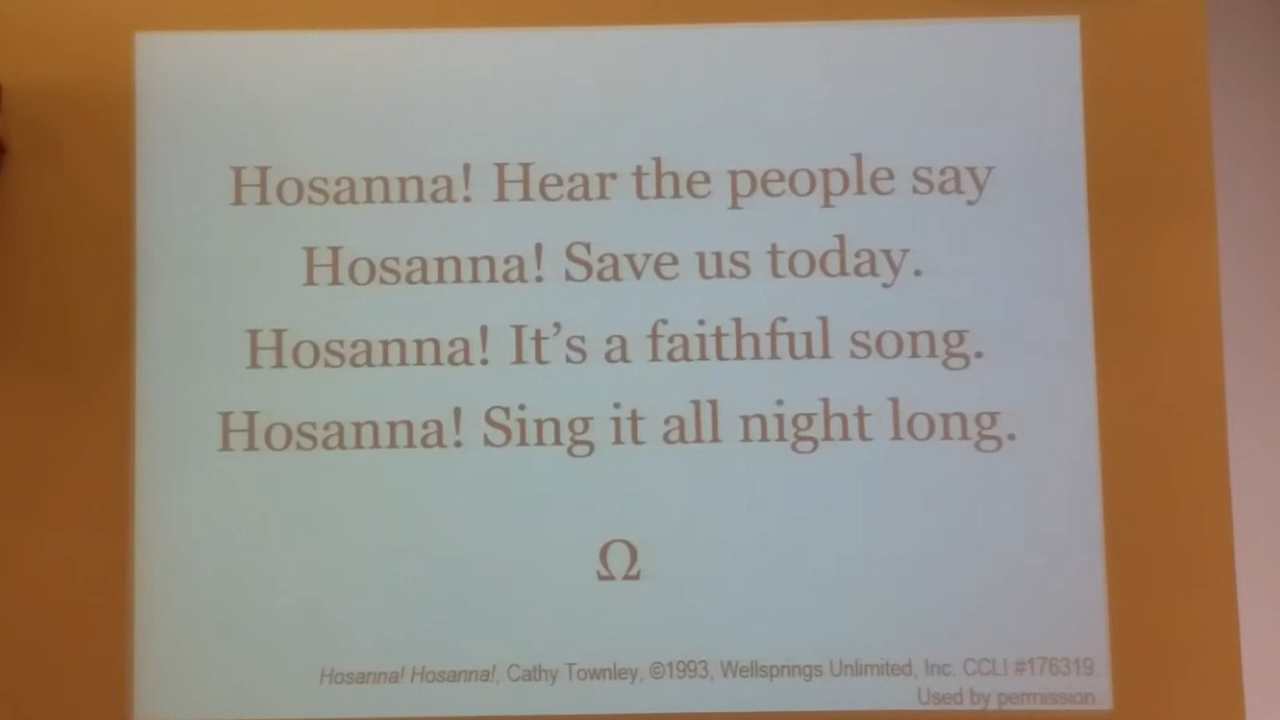 Hosanna! Hear the people say
Hosanna! Save us today.
Hosanna! It’s a faithful song.
Hosanna! Sing it all night long.
Ω
Hosanna! Hosanna!, Cathy Townley, ©1993, Wellsprings Unlimited, Inc. CCLI #176319.
Used by permission